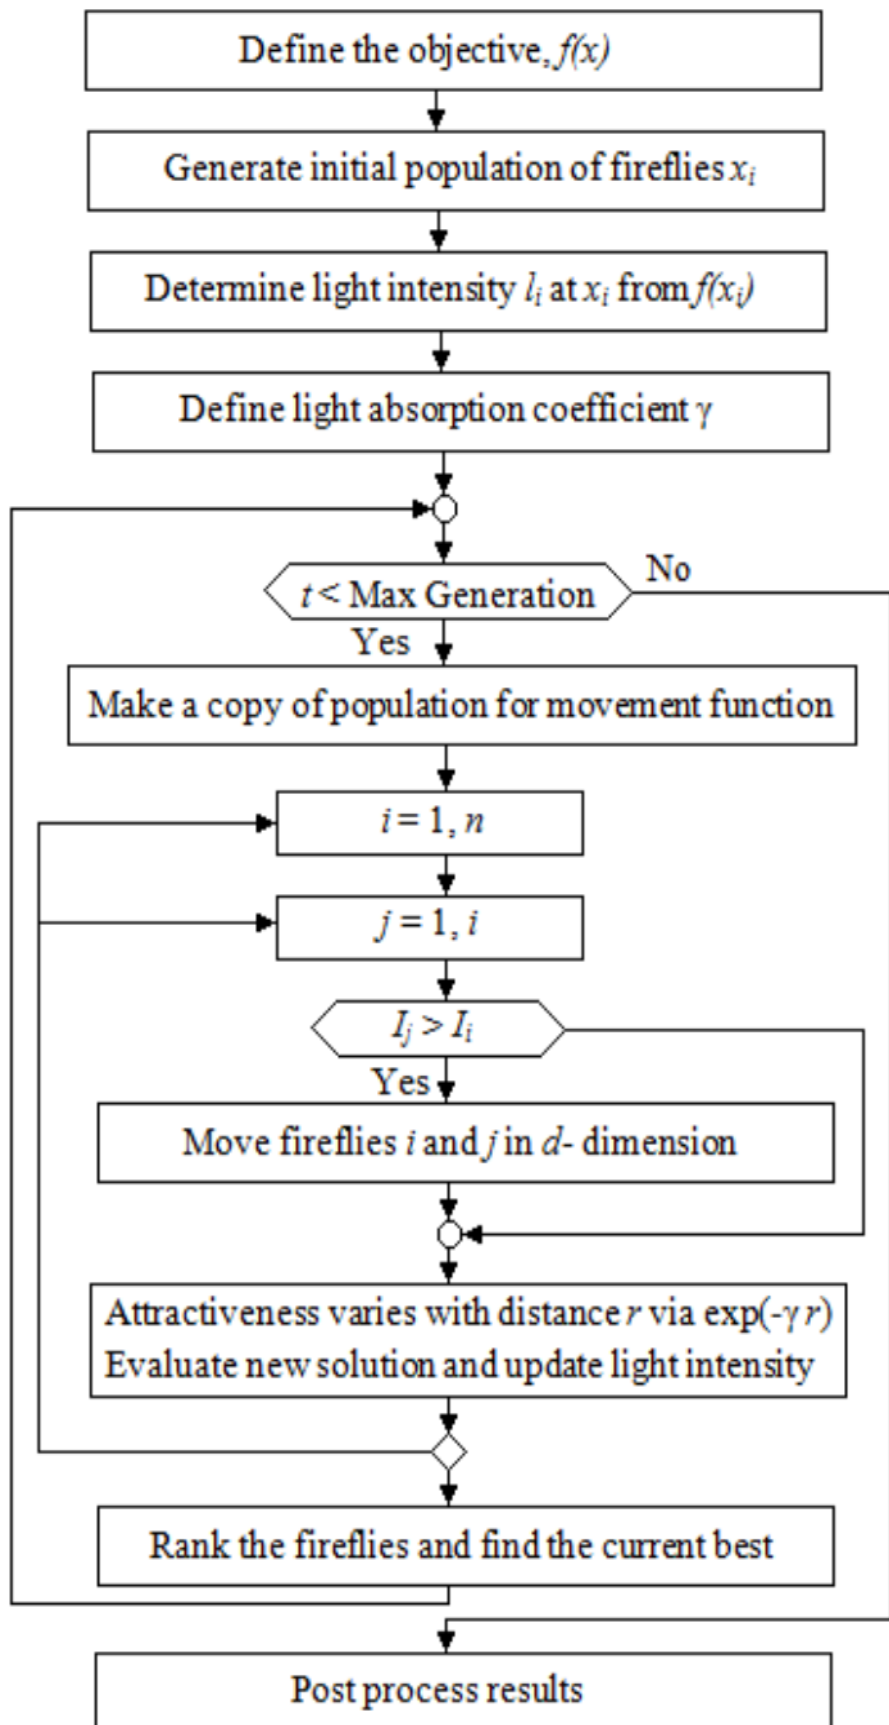 Define the objective, f(x)
Generate initial population of fireflies xi
Determine light intensity li at xi from f(xi)
Define light absorption coefficient γ
t < Max Generation
No
Yes
Make a copy of population for movement function
i = 1, n
j = 1, i
Ij > Ii
Yes
Move fireflies i and j in d- dimension
Attractiveness varies with distance r via exp(-γ r)
Evaluate new solution and update light intensity
Rank the fireflies and find the current best
Post process results